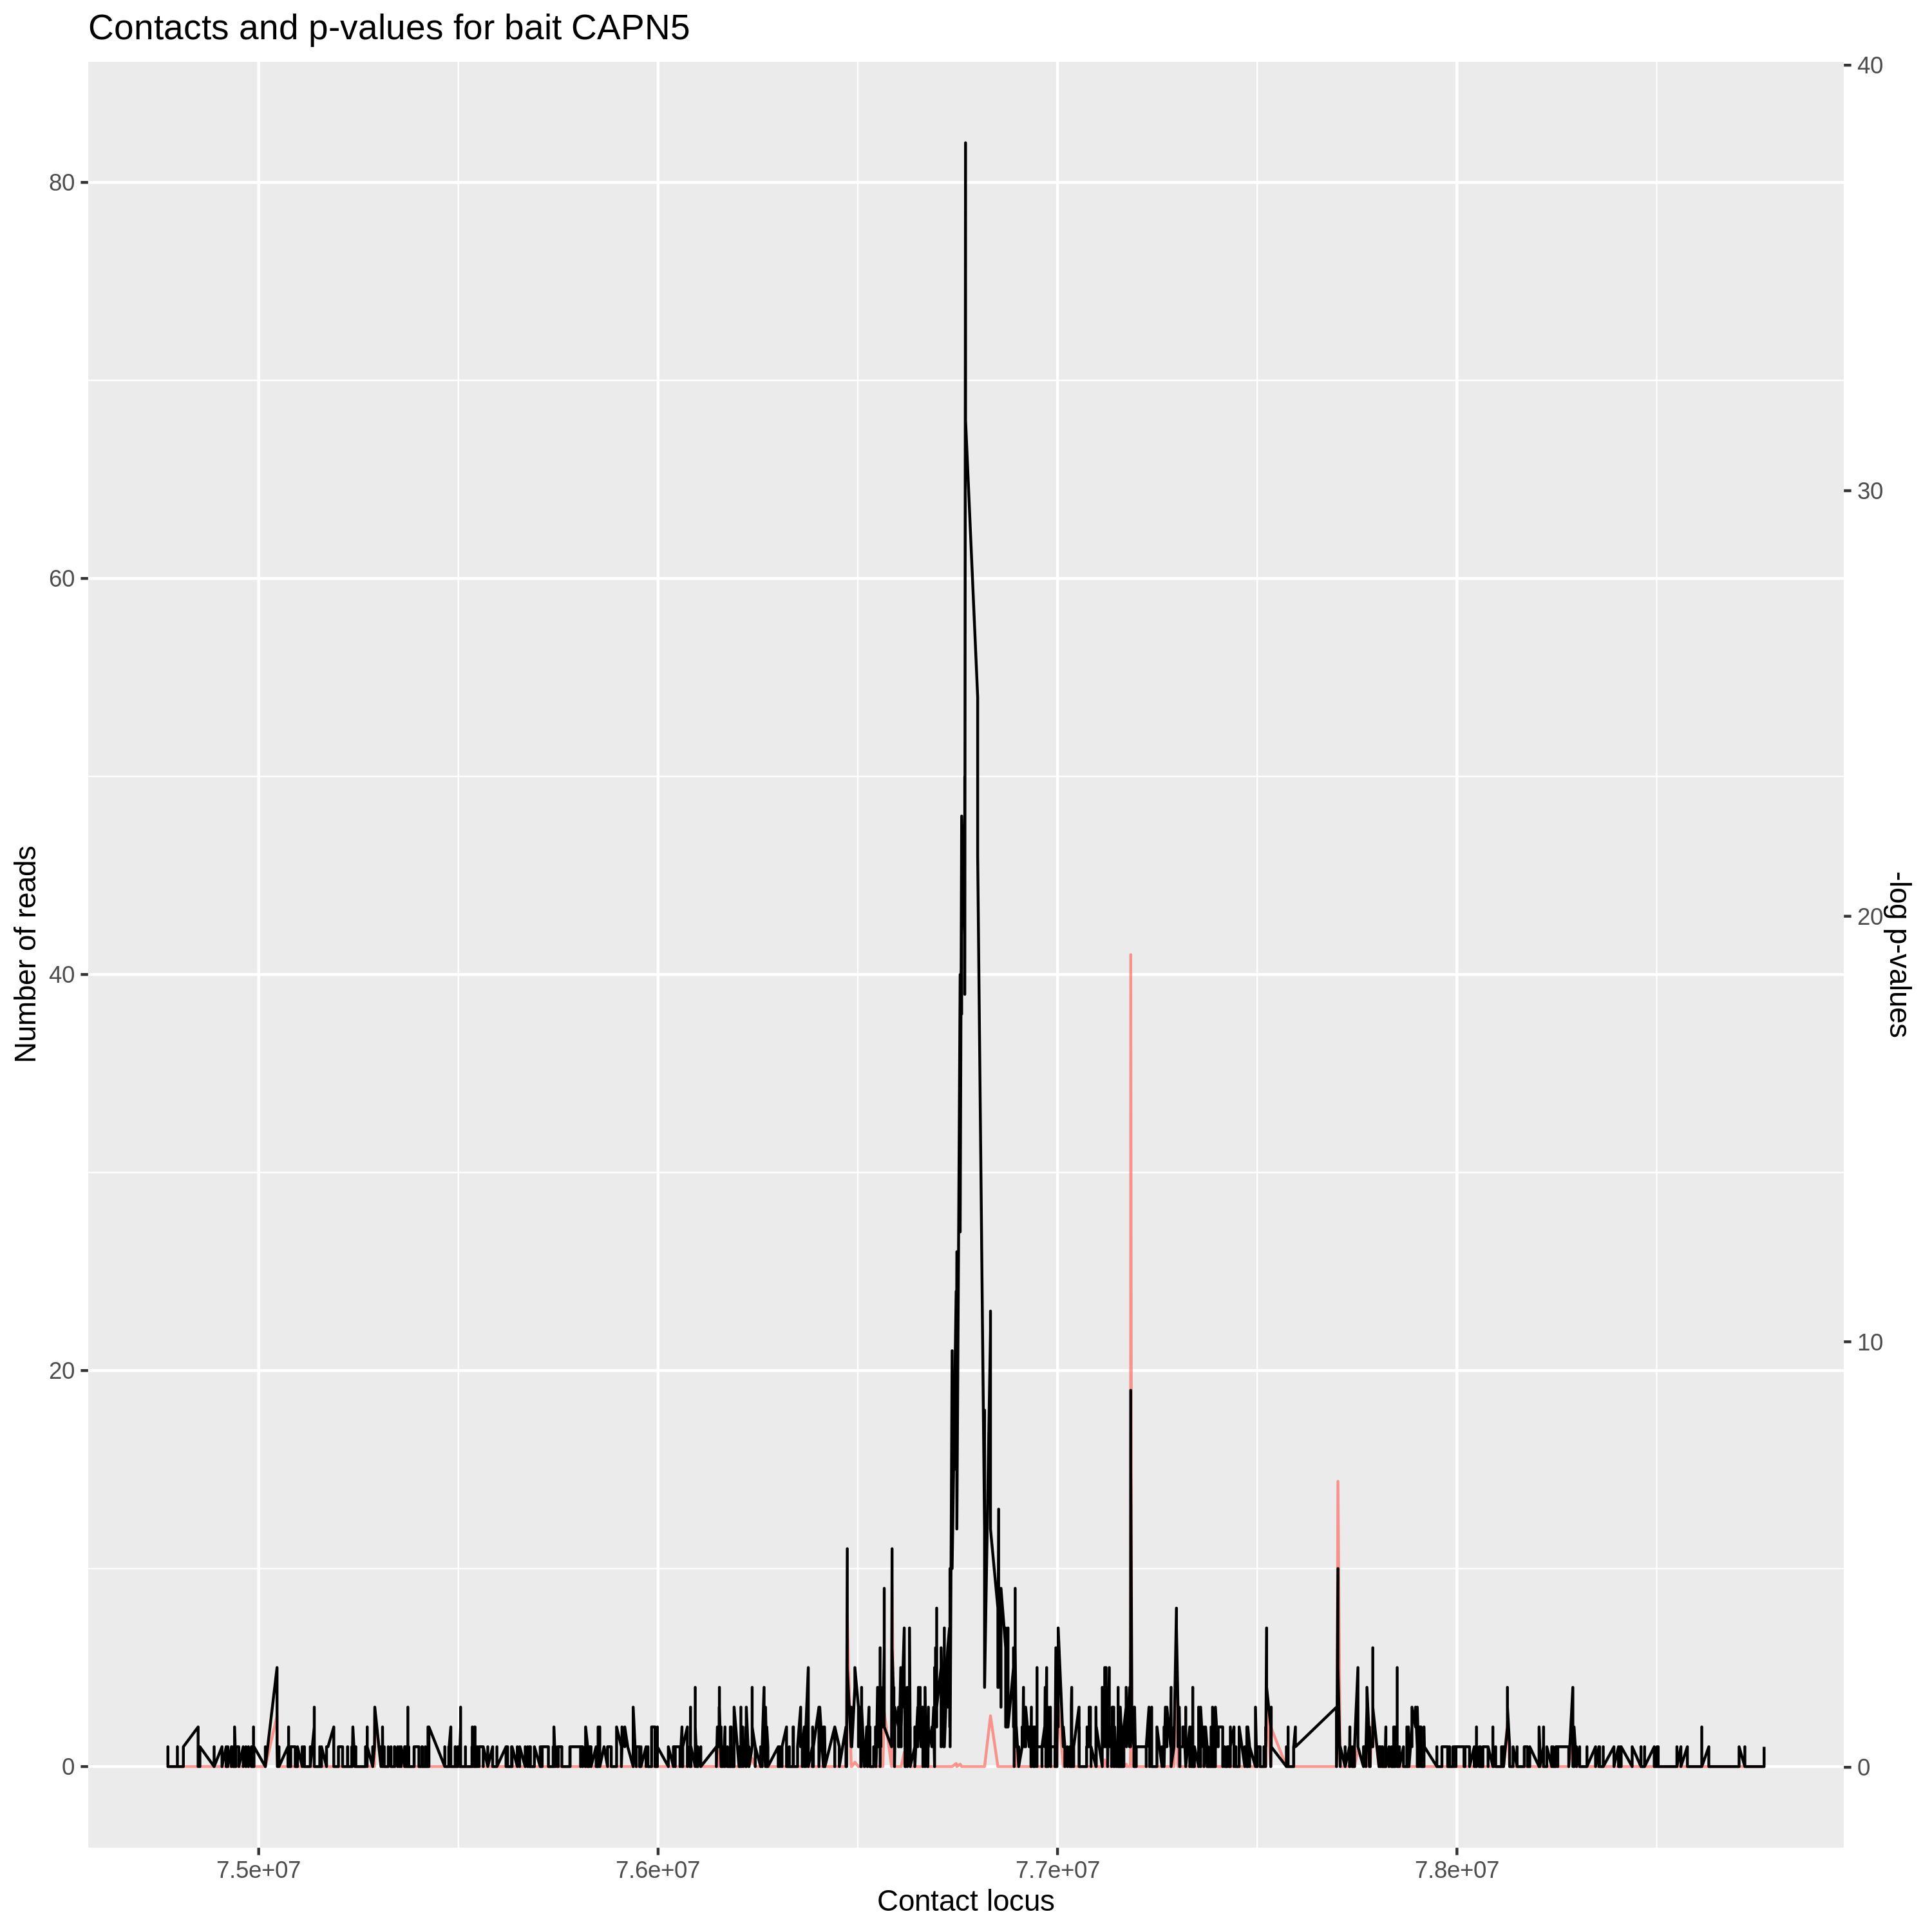 Contacts and p-values for bait CAPN5
80
60
40
20
0
Number of reads
40
30
20
10
0
-log p-values
7.5e+07
7.6e+07
7.7e+07
7.8e+07
Contact locus